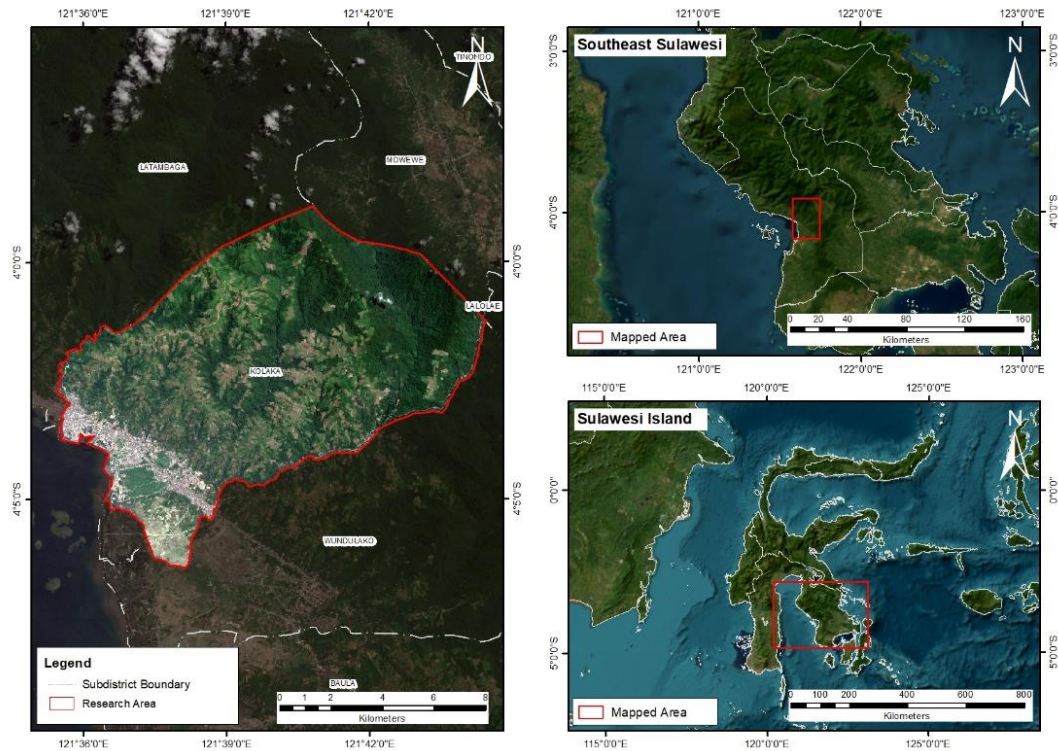 121°36'0"E 121°39'0"E 121°42'0"E
N
TINONDO
MOWEWE
LATAMBAGA
4°0'0"S 4°0'0"S
LALOLAE
KOLAKA
4°5'0"S 4°5'0"S
WUNDULAKO
Legend
Subdistrict Boundary
Research Area
BAULA
0 1 2 4 6 8
Kilometers
121°36'0"E 121°39'0"E 121°42'0"E
121°0'0"E 122°0'0"E 123°0'0"E
Southeast Sulawesi
N
3°0'0"S 3°0'0"S
4°0'0"S 4°0'0"S
0 10 20 40 80 120 160
Kilometers
Mapped Area
121°0'0"E 122°0'0"E 123°0'0"E
115°0'0"E 120°0'0"E 125°0'0"E
Sulawesi Island
N
0°0'0" 0°0'0"
5°0'0"S 5°0'0"S
0 100 200 400 600 800
Kilometers
Mapped Area
115°0'0"E 120°0'0"E 125°0'0"E